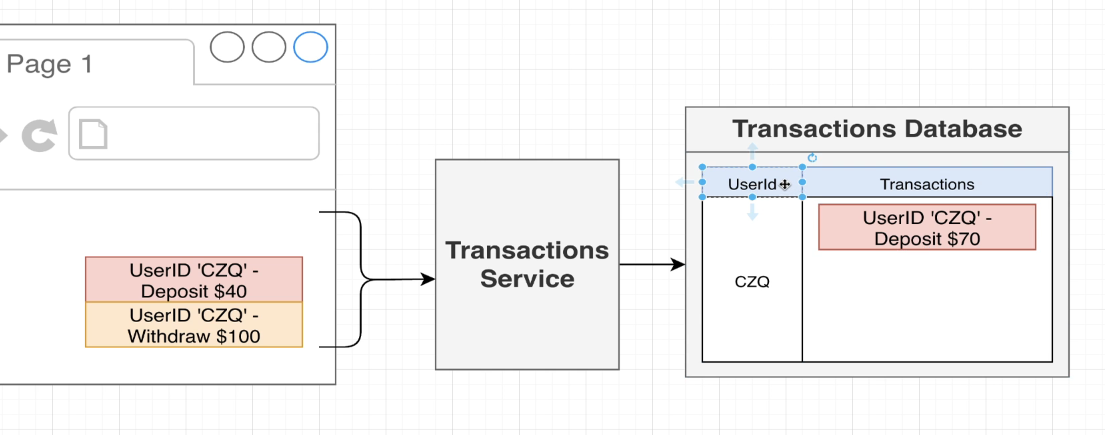 Page 1
UserID 'CZQ' -
Deposit $40
UserID 'CZQ' -
Withdraw $100
Transactions
Service
Transactions Database
UserId
Transactions
CZQ
UserID 'CZQ' -
Deposit $70